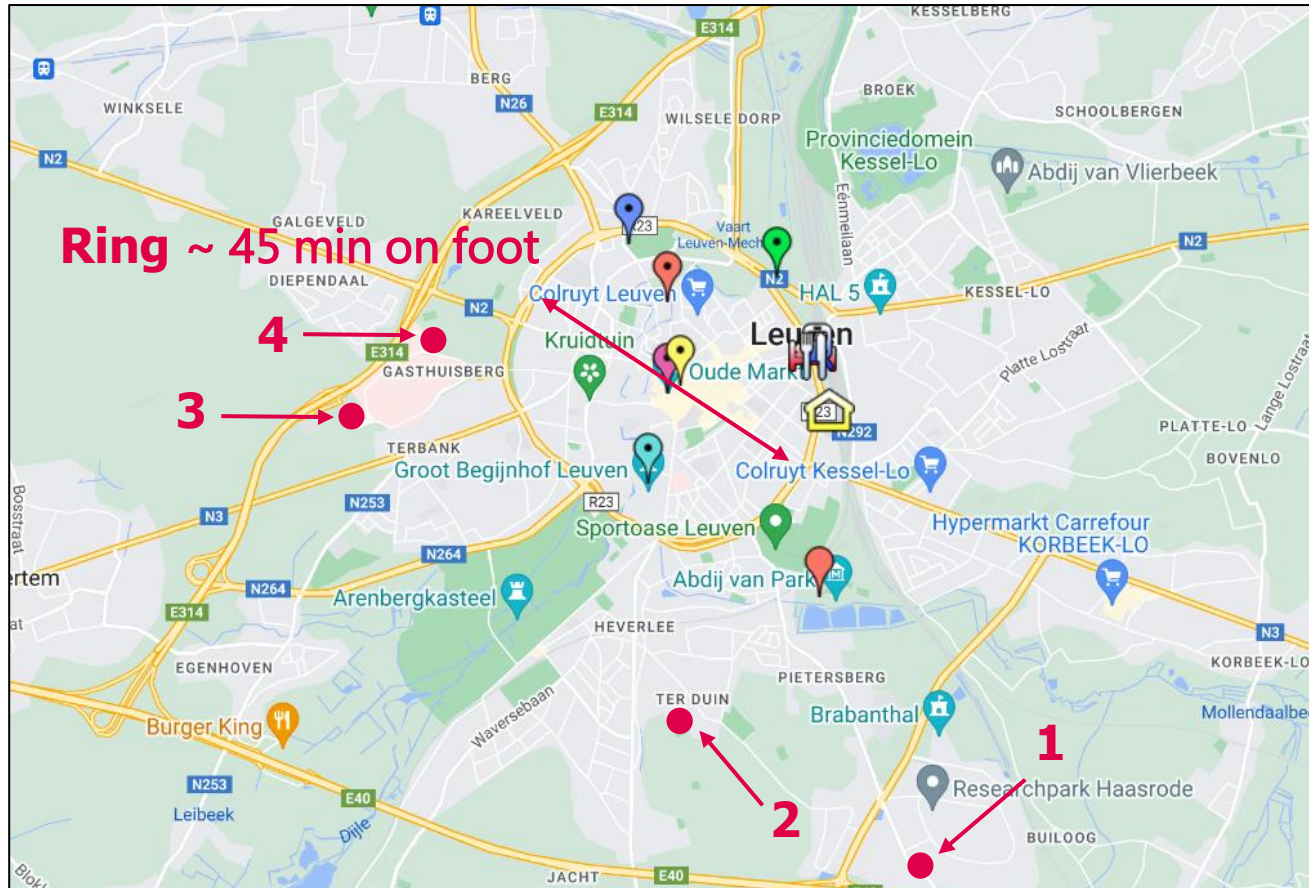 KESSELBERG
E314
BERG
WINKSELE
N26
E314
WILSELE DORP
BROEK
SCHOOLBERGEN
N2
Provinciedomein
Kessel-Lo
Abdij van Vlierbeek
Eénmeilaan
GALGEVELD
KAREELVELD
R23
Vaart
Leuven-Mech
N2
Ring ~ 45 min on foot
DIEPENDAAL
Colruyt Leuven
N2
HAL 5
KESSEL-LO
N2
4
Kruidtuin
Leuven
Platte Lostraat
Lange Lostraat
E314
GASTHUISBERG
Oude Markt
3
R23
N292
PLATTE-LO
TERBANK
Groot Begijnhof Leuven
Colruyt Kessel-Lo
BOVENLO
Bosstraat
N253
R23
N3
Sportoase Leuven
Hypermarkt Carrefour
KORBEEK-LO
N264
ertem
N264
Arenbergkasteel
Abdij van Park
E314
at
HEVERLEE
N3
EGENHOVEN
KORBEEK-LO
PIETERSBERG
TER DUIN
Burger King
Waversebaan
Brabanthal
Mollendaalbe
1
N253
Researchpark Haasrode
Leibeek
E40
2
Dijle
BUILOOG
Blok
JACHT
E40